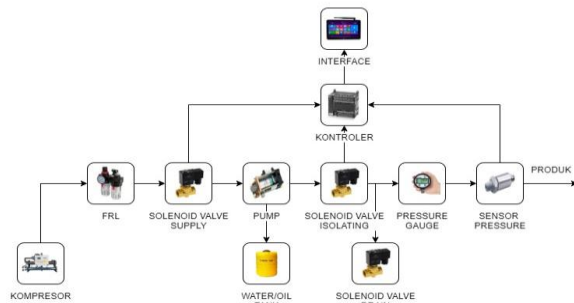 INTERFACE
KONTROLER
PRODUK
FRL
SOLENOID VALVE
SUPPLY
PUMP
SOLENOID VALVE
ISOLATING
PRESSURE
GAUGE
SENSOR
PRESSURE
KOMPRESOR
WATER/OIL
SOLENOID VALVE